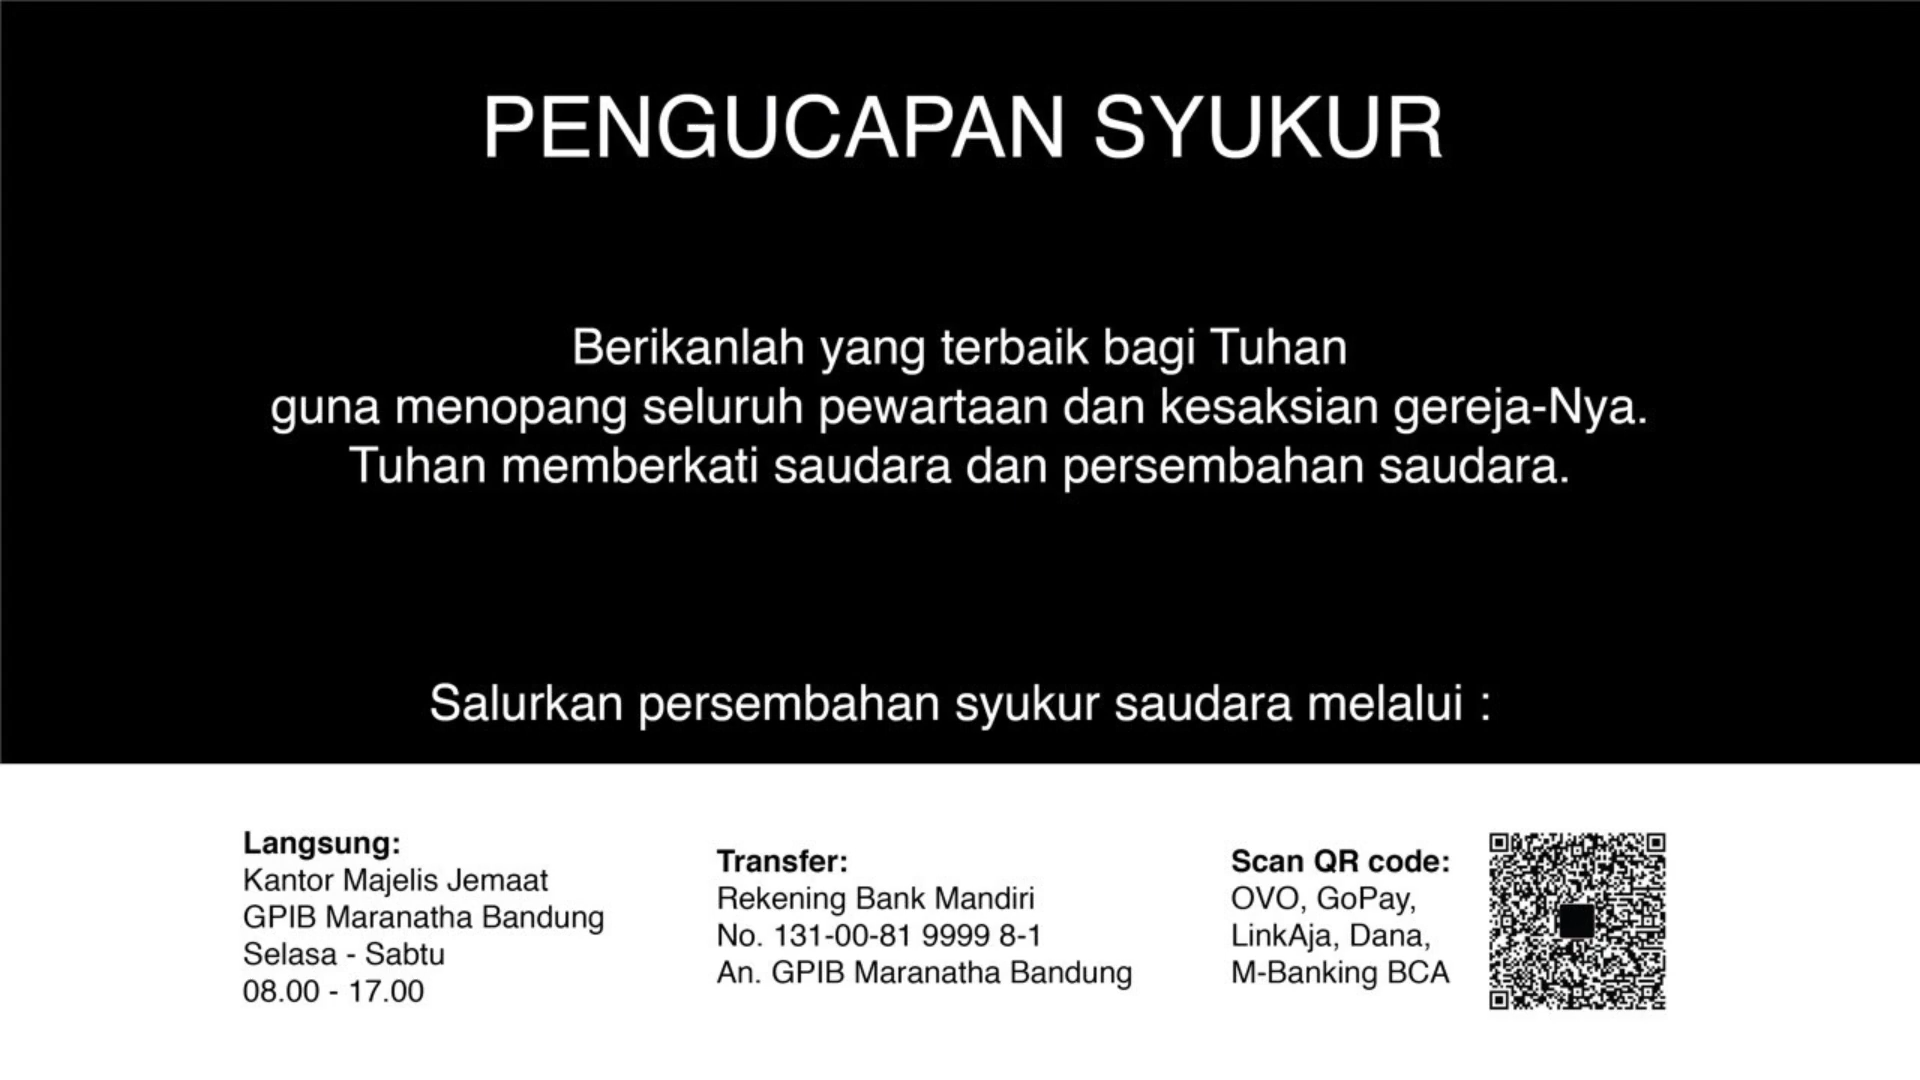 PENGUCAPAN SYUKUR
Berikanlah yang terbaik bagi Tuhan
guna menopang seluruh pewartaan dan kesaksian gereja-Nya.
Tuhan memberkati saudara dan persembahan saudara.
Salurkan persembahan syukur saudara melalui :
Langsung:
Kantor Majelis Jemaat
GPIB Maranatha Bandung
Selasa - Sabtu
08.00 - 17.00
Transfer:
Rekening Bank Mandiri
No. 131-00-81 9999 8-1
An. GPIB Maranatha Bandung
Scan QR code:
OVO, GoPay,
LinkAja, Dana,
M-Banking BCA